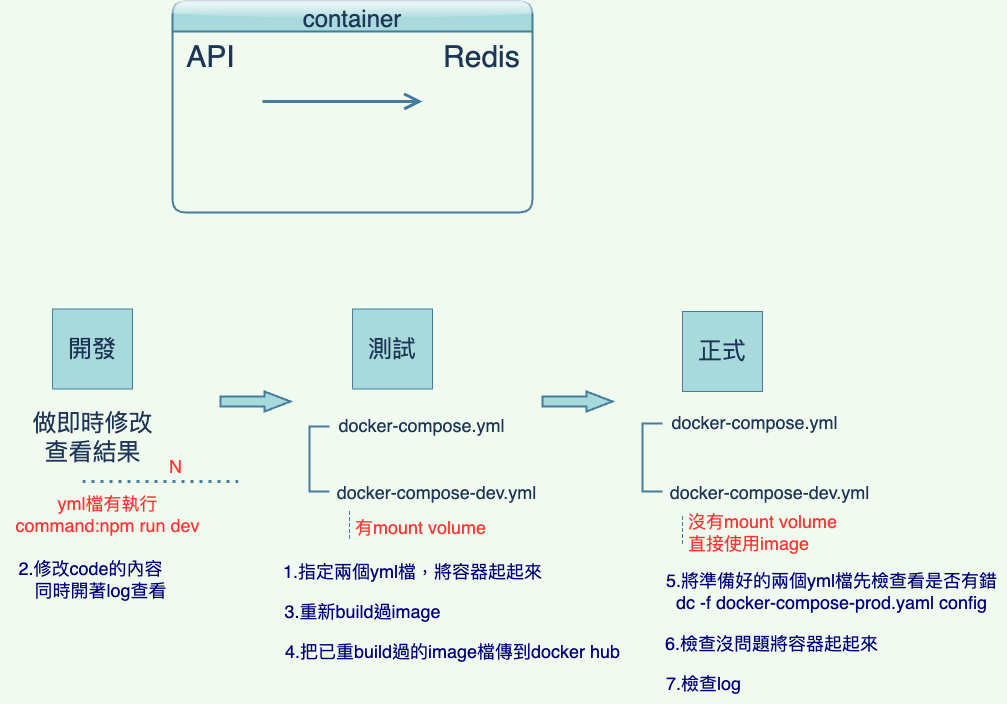 container
API
Redis
開發
做即時修改
查看結果
N
yml檔有執行
command:npm run dev
2.修改code的內容
同時開著log查看
測試
docker-compose.yml
docker-compose-dev.yml
有mount volume
1.指定兩個yml檔，將容器起起來
3.重新build過image
4.把已重build過的image檔傳到docker hub
正式
docker-compose.yml
docker-compose-dev.yml
沒有mount volume
直接使用image
5.將準備好的兩個yml檔先檢查看是否有錯
dc -f docker-compose-prod.yaml config
6.檢查沒問題將容器起起來
7.檢查log